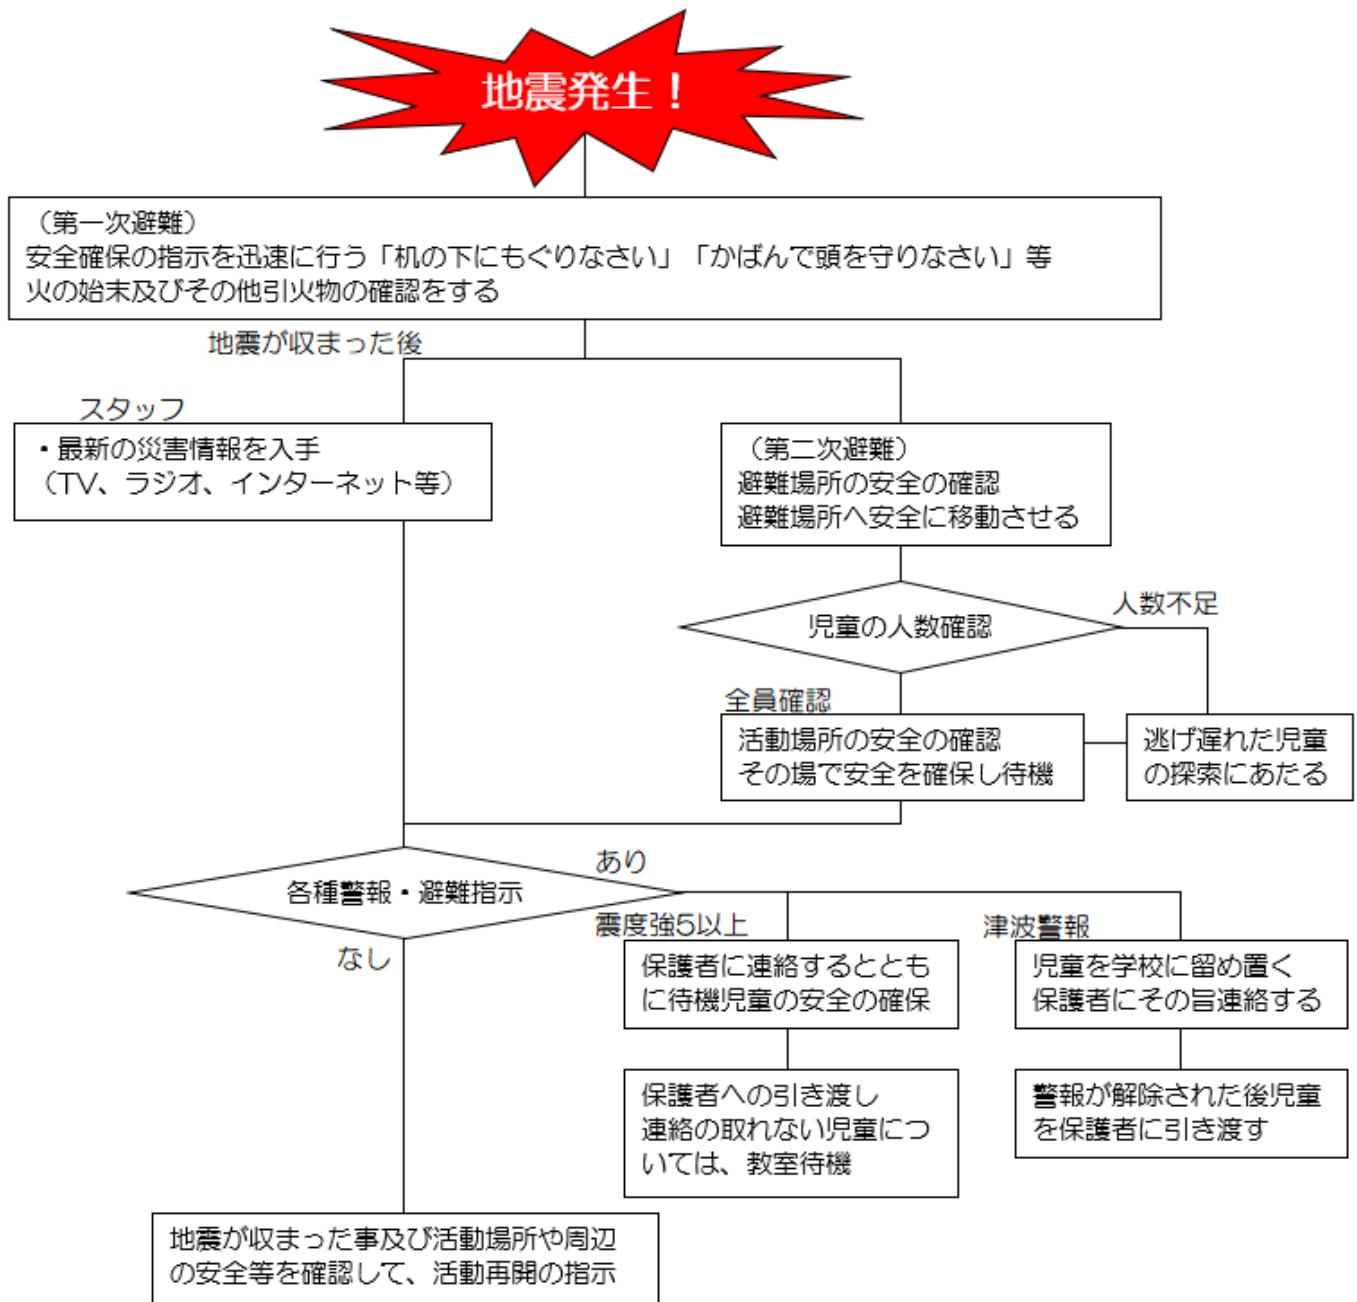 地震発生！
（第一次避難）
安全確保の指示を迅速に行う「机の下にもぐりなさい」「かばんで頭を守りなさい」等
火の始末及びその他引火物の確認をする
地震が収まった後
スタッフ
・最新の災害情報を入手
（TV、ラジオ、インターネット等）
（第二次避難）
避難場所の安全の確認
避難場所へ安全に移動させる
児童の人数確認
人数不足
全員確認
活動場所の安全の確認
その場で安全を確保し待機
逃げ遅れた児童
の探索にあたる
各種警報・避難指示
あり
なし
震度強5以上
保護者に連絡するととも
に待機児童の安全の確保
保護者への引き渡し
連絡の取れない児童につ
いては、教室待機
津波警報
児童を学校に留め置く
保護者にその旨連絡する
警報が解除された後児童
を保護者に引き渡す
地震が収まった事及び活動場所や周辺
の安全等を確認して、活動再開の指示